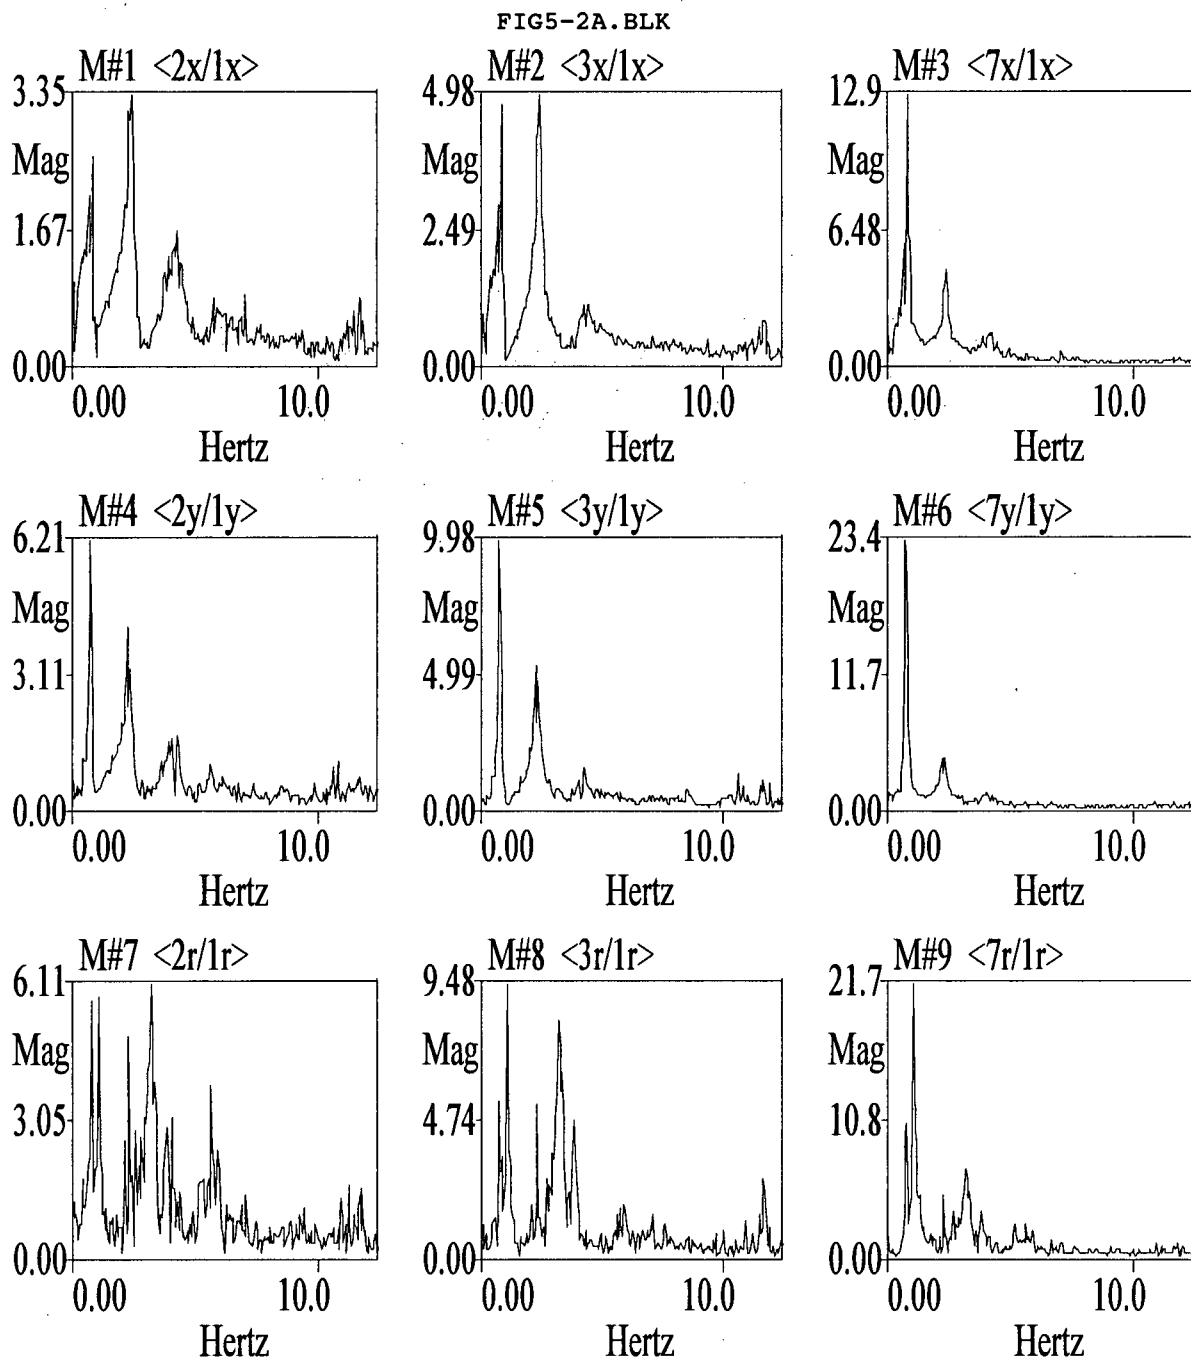 FIG5-2A.BLK
M#1 <2x/1x>
3.35
Mag
1.67
0.00
0.00 10.0
Hertz
M#2 <3x/1x>
4.98
Mag
2.49
0.00
0.00 10.0
Hertz
M#3 <7x/1x>
12.9
Mag
6.48
0.00
0.00 10.0
Hertz
M#4 <2y/1y>
6.21
Mag
3.11
0.00
0.00 10.0
Hertz
M#5 <3y/1y>
9.98
Mag
4.99
0.00
0.00 10.0
Hertz
M#6 <7y/1y>
23.4
Mag
11.7
0.00
0.00 10.0
Hertz
M#7 <2r/1r>
6.11
Mag
3.05
0.00
0.00 10.0
Hertz
M#8 <3r/1r>
9.48
Mag
4.74
0.00
0.00 10.0
Hertz
M#9 <7r/1r>
21.7
Mag
10.8
0.00
0.00 10.0
Hertz